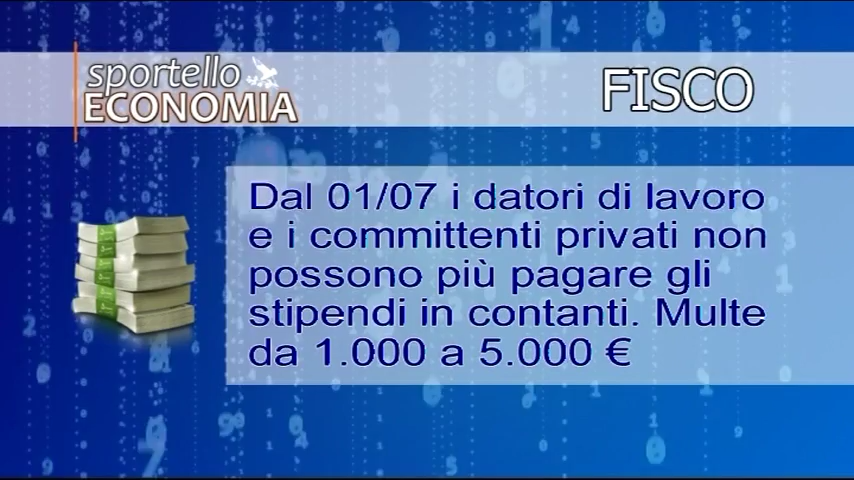 sportello
ECONOMIA
FISCO
Dal 01/07 i datori di lavoro
e i committenti privati non
possono più pagare gli
stipendi in contanti. Multe
da 1.000 a 5.000 €